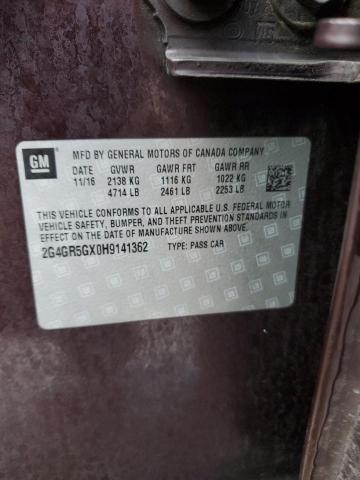 GM
MFD BY GENERAL MOTORS OF CANADA COMPANY
DATE GVWR GAWR FRT GAWR RR
11/16 2138 KG 1116 KG 1022 KG
4714 LB 2461 LB 2253 LB
THIS VEHICLE CONFORMS TO ALL APPLICABLE U.S. FEDERAL MOTOR
VEHICLE SAFETY, BUMPER, AND THEFT PREVENTION STANDARDS IN
EFFECT ON THE DATE OF MANUFACTURE SHOWN ABOVE.
2G4GR5GX0H9141362 TYPE: PASS CAR